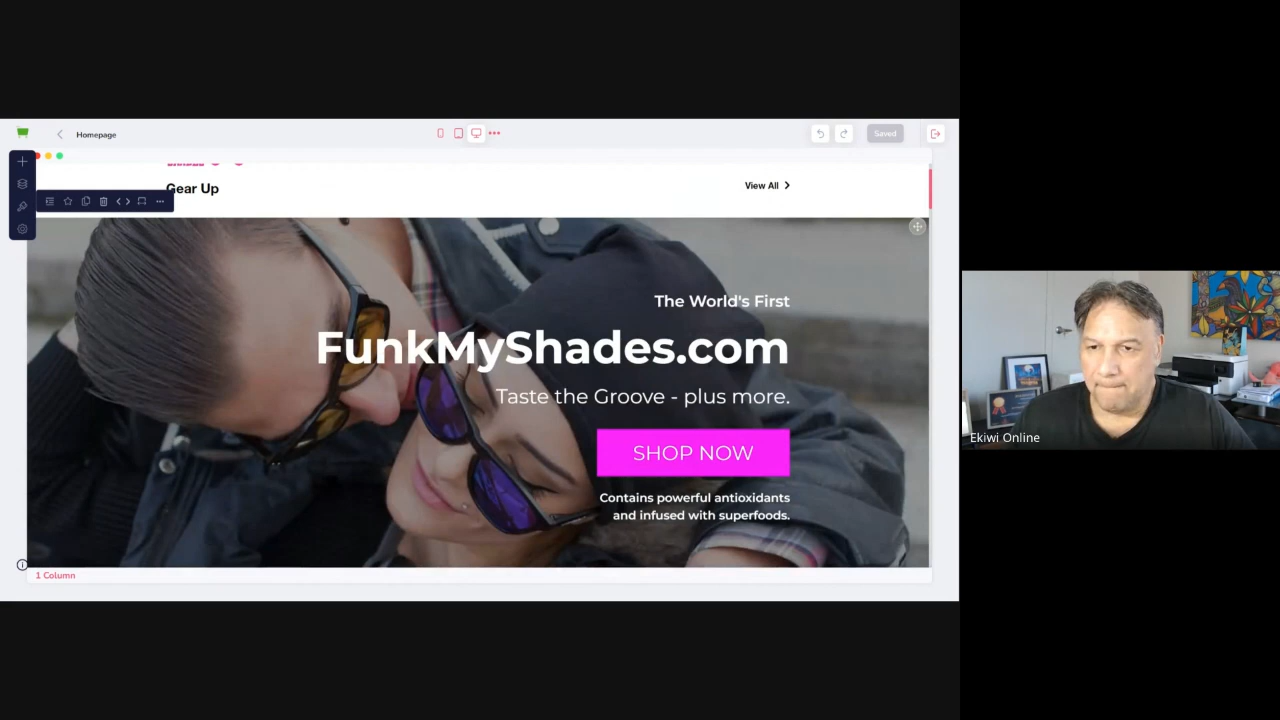 Homepage
Saved
Gear Up
View All
The World's First
FunkMyShades.com
Taste the Groove - plus more.
SHOP NOW
Contains powerful antioxidants
and infused with superfoods.
1 Column
Ekiwi Online